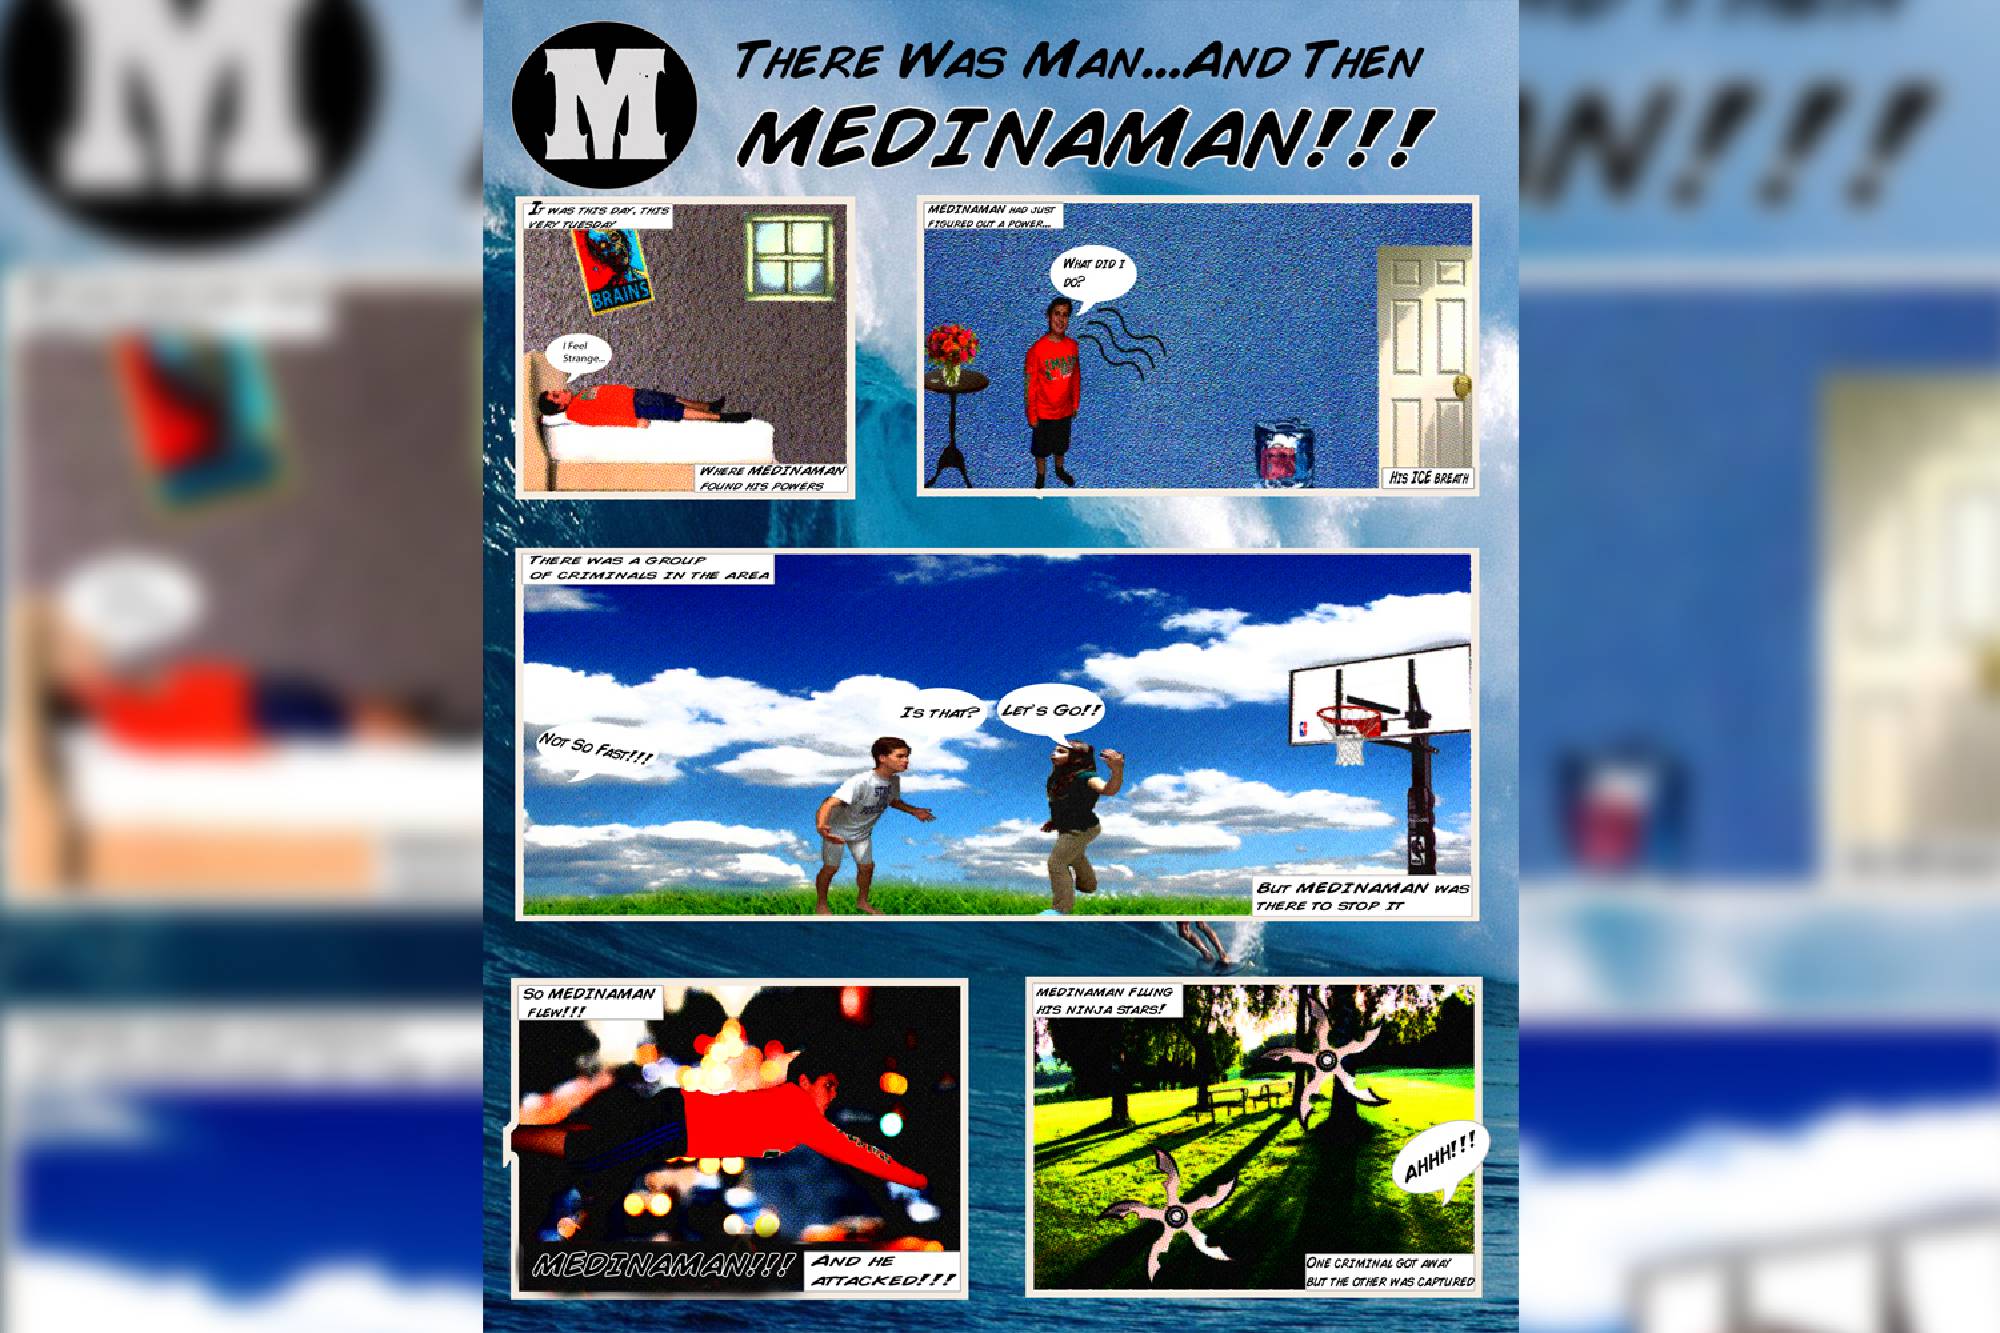 M
THERE WAS MAN...AND THEN
MEDINAMAN!!!
IT WAS THIS DAY, THIS
VERY TUESDAY
BRAINS
I Feel
Strange...
WHERE MEDINAMAN
FOUND HIS POWERS
MEDINAMAN HAD JUST
FIGURED OUT A POWER...
WHAT DID I
DO?
HIS ICE BREATH
THERE WAS A GROUP
OF CRIMINALS IN THE AREA
NOT SO FAST!!!
IS THAT?
LET'S GO!!
BUT MEDINAMAN WAS
THERE TO STOP IT
SO MEDINAMAN
FLEW!!!
MEDINAMAN!!!
AND HE
ATTACKED!!!
MEDINAMAN FLUNG
HIS NINJA STARS!
AHHH!!!
ONE CRIMINAL GOT AWAY
BUT THE OTHER WAS CAPTURED